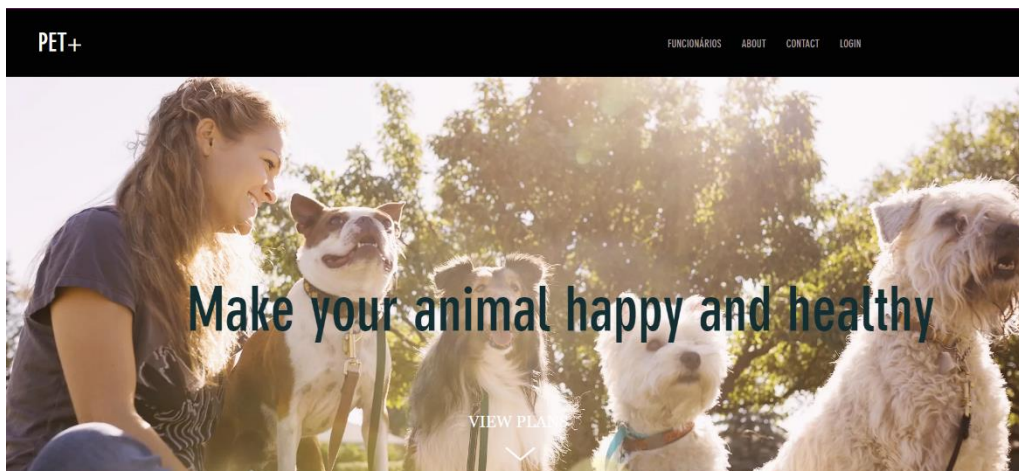 PET+
FUNCIONÁRIOS ABOUT CONTACT LOGIN
Make your animal happy and healthy
VIEW PLANS